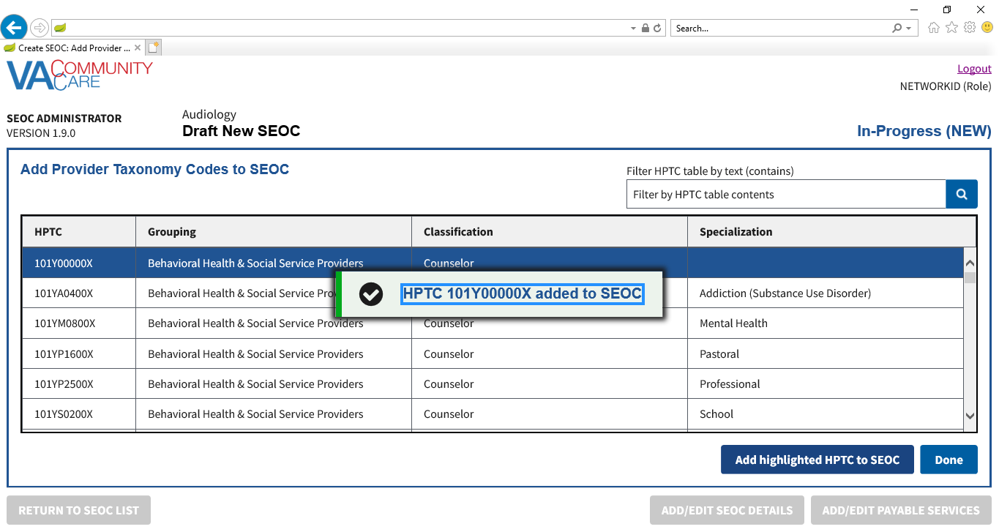 Search...
Create SEOC: Add Provider ...
VA COMMUNITY CARE
Logout
NETWORKID (Role)
SEOC ADMINISTRATOR
VERSION 1.9.0
Audiology
Draft New SEOC
In-Progress (NEW)
Add Provider Taxonomy Codes to SEOC
Filter HPTC table by text (contains)
Filter by HPTC table contents
HPTC Grouping Classification Specialization
101Y00000X Behavioral Health & Social Service Providers Counselor
HPTC 101Y00000X added to SEOC
101YA0400X Behavioral Health & Social Service Pro Addiction (Substance Use Disorder)
101YM0800X Behavioral Health & Social Service Providers Counselor Mental Health
101YP1600X Behavioral Health & Social Service Providers Counselor Pastoral
101YP2500X Behavioral Health & Social Service Providers Counselor Professional
101YS0200X Behavioral Health & Social Service Providers Counselor School
Add highlighted HPTC to SEOC Done
RETURN TO SEOC LIST ADD/EDIT SEOC DETAILS ADD/EDIT PAYABLE SERVICES